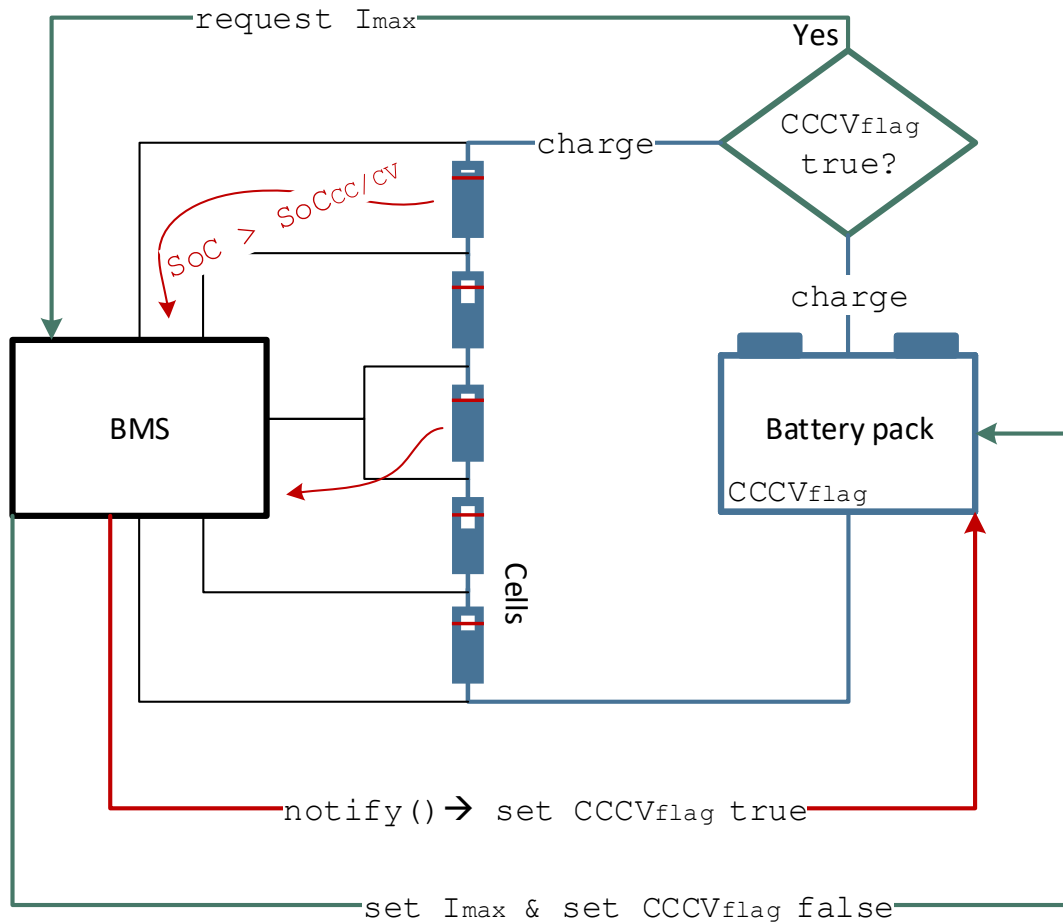 request Imax
Yes
CCCVflag
true?
charge
SoC > SoCCC/CV
charge
BMS
Battery pack
CCCVflag
Cells
notify()→ set CCCVflag true
set Imax & set CCCVflag false